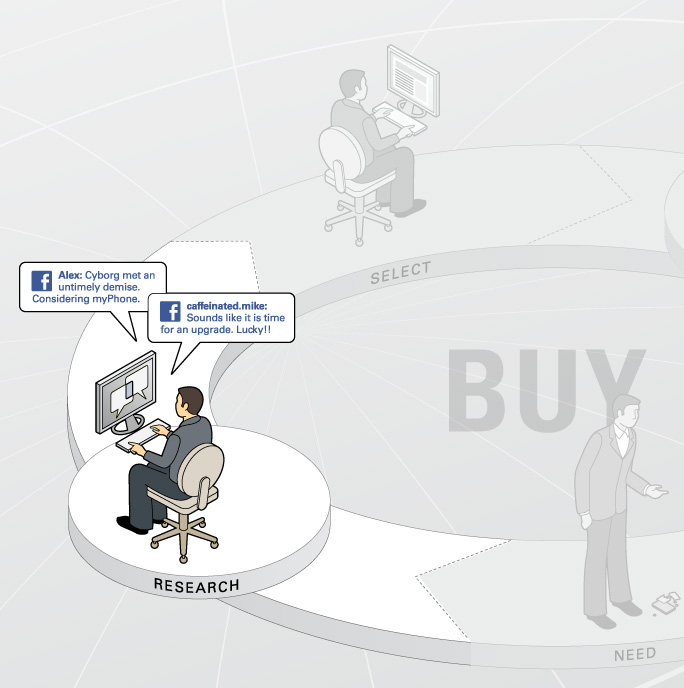 SELECT
Alex: Cyborg met an
untimely demise.
Considering myPhone.
caffeinated.mike:
Sounds like it is time
for an upgrade. Lucky!!
BUY
RESEARCH
NEED